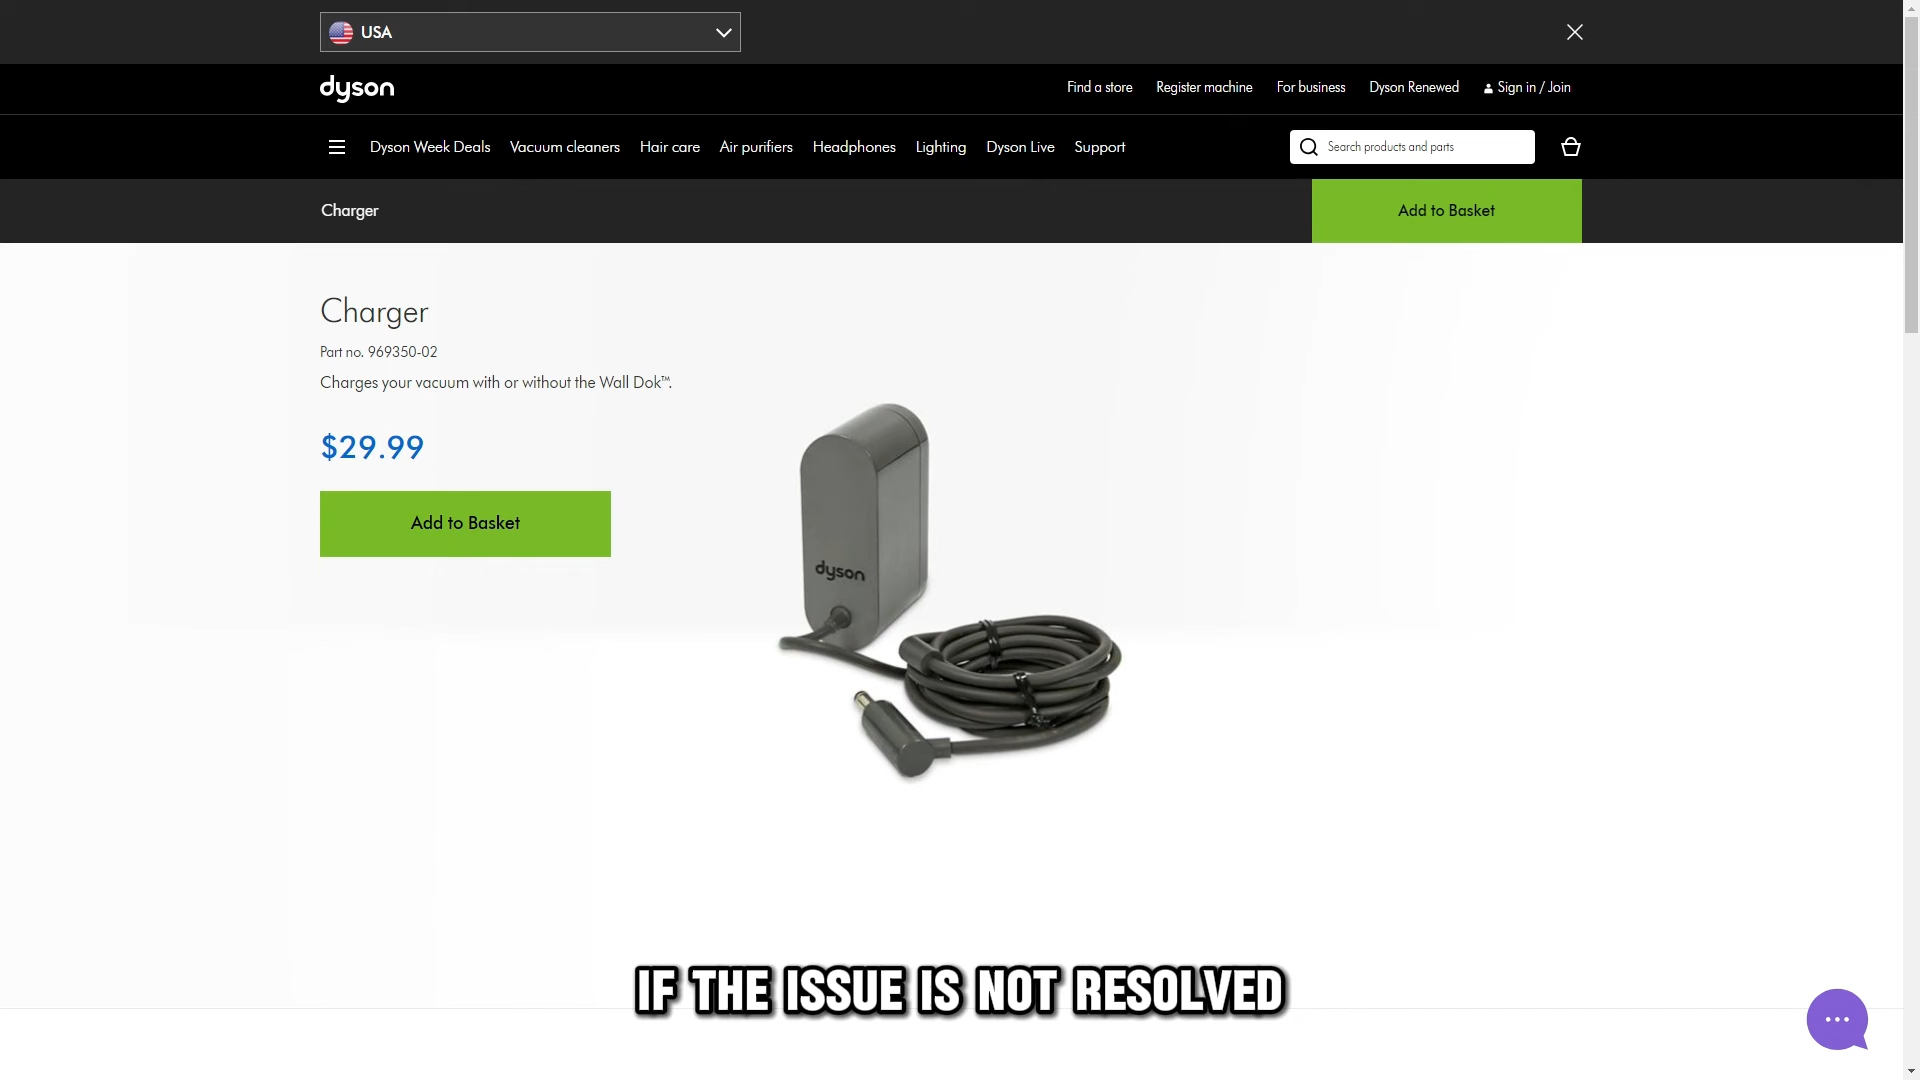 USA
dyson
Find a store
Register machine
For business
Dyson Renewed
Sign in / Join
Dyson Week Deals
Vacuum cleaners
Hair care
Air purifiers
Headphones
Lighting
Dyson Live
Support
Search products and parts
Charger
Add to Basket
Charger
Part no. 969350-02
Charges your vacuum with or without the Wall Dok™.
$29.99
Add to Basket
dyson
IF THE ISSUE IS NOT RESOLVED